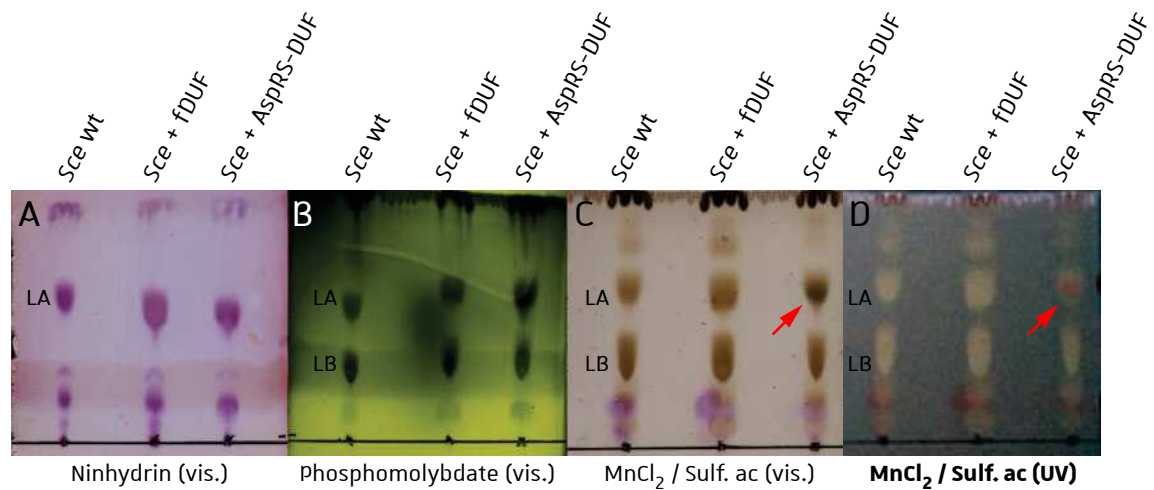 Sce wt
Sce + fDUF
Sce + AspRS-DUF
Sce wt
Sce + fDUF
Sce + AspRS-DUF
Sce wt
Sce + fDUF
Sce + AspRS-DUF
Sce wt
Sce + fDUF
Sce + AspRS-DUF
A
B
C
D
LA
LA
LA
LA
LB
LB
LB
Ninhydrin (vis.)
Phosphomolybdate (vis.)
MnCl₂ / Sulf. ac (vis.)
MnCl₂ / Sulf. ac (UV)